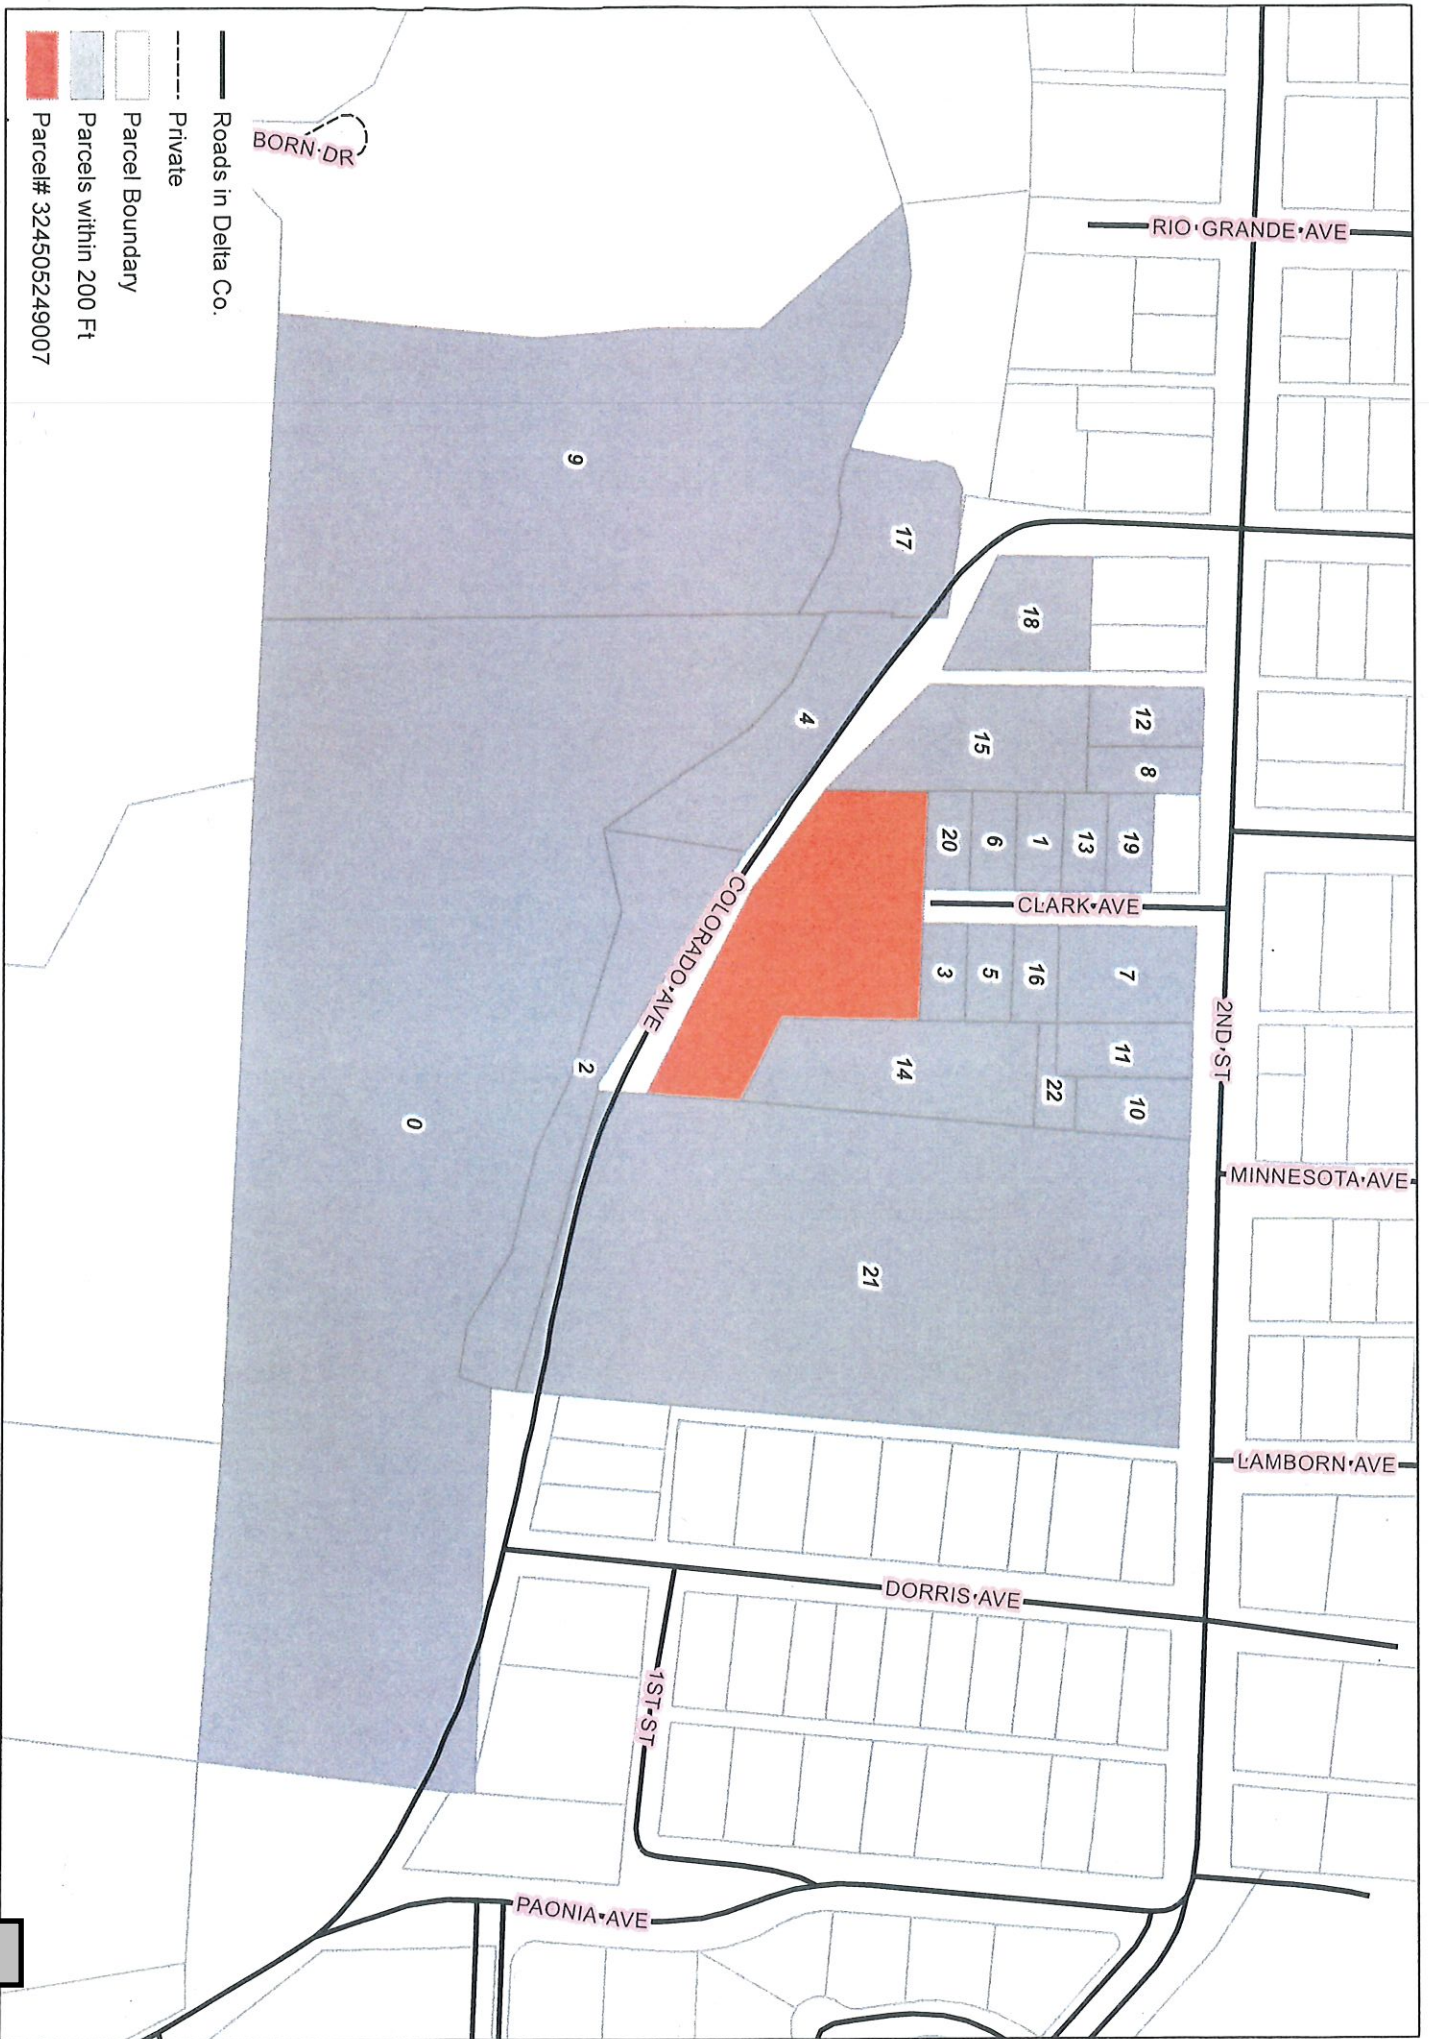 Roads in Delta Co.
Private
Parcel Boundary
Parcels within 200 Ft
Parcel# 324505249007
BORN DR
RIO GRANDE AVE
9
17
18
4
15
12
8
20
6
1
13
19
CLARK AVE
COLORADO AVE
3
5
16
7
2ND ST
2
14
11
22
10
0
MINNESOTA AVE
21
LAMBORN AVE
DORRIS AVE
1ST ST
PAONIA AVE